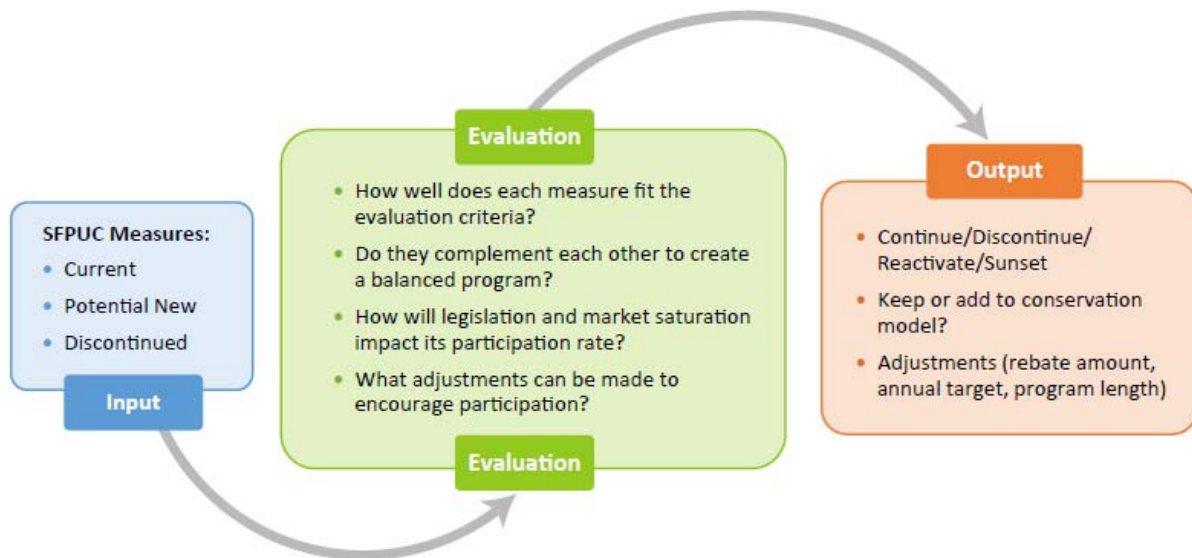 SFPUC Measures:
• Current
• Potential New
• Discontinued
Input
Evaluation
• How well does each measure fit the
evaluation criteria?
• Do they complement each other to create
a balanced program?
• How will legislation and market saturation
impact its participation rate?
• What adjustments can be made to
encourage participation?
Evaluation
Output
• Continue/Discontinue/
Reactivate/Sunset
• Keep or add to conservation
model?
• Adjustments (rebate amount,
annual target, program length)